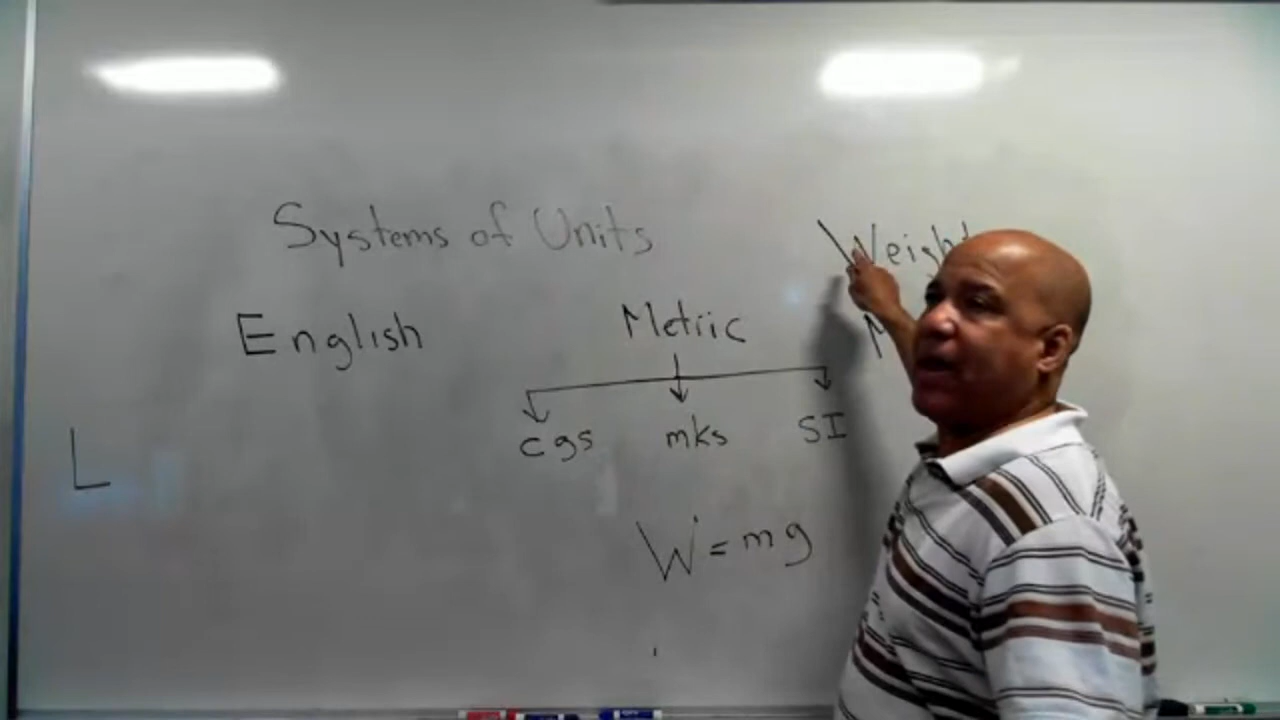 Systems of Units
Weight
English
Metric
M
cgs
mks
SI
L
W = mg